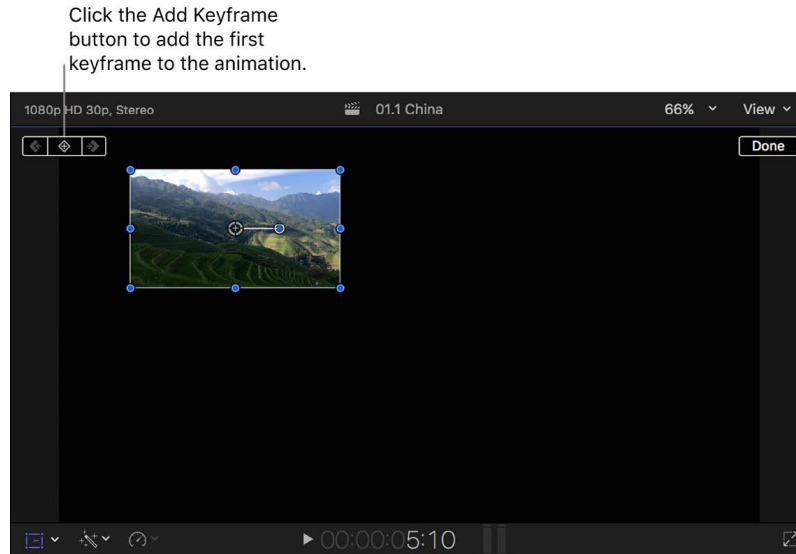 Click the Add Keyframe
button to add the first
keyframe to the animation.
1080p HD 30p, Stereo
01.1 China
66%
View
Done
00:00:05:10